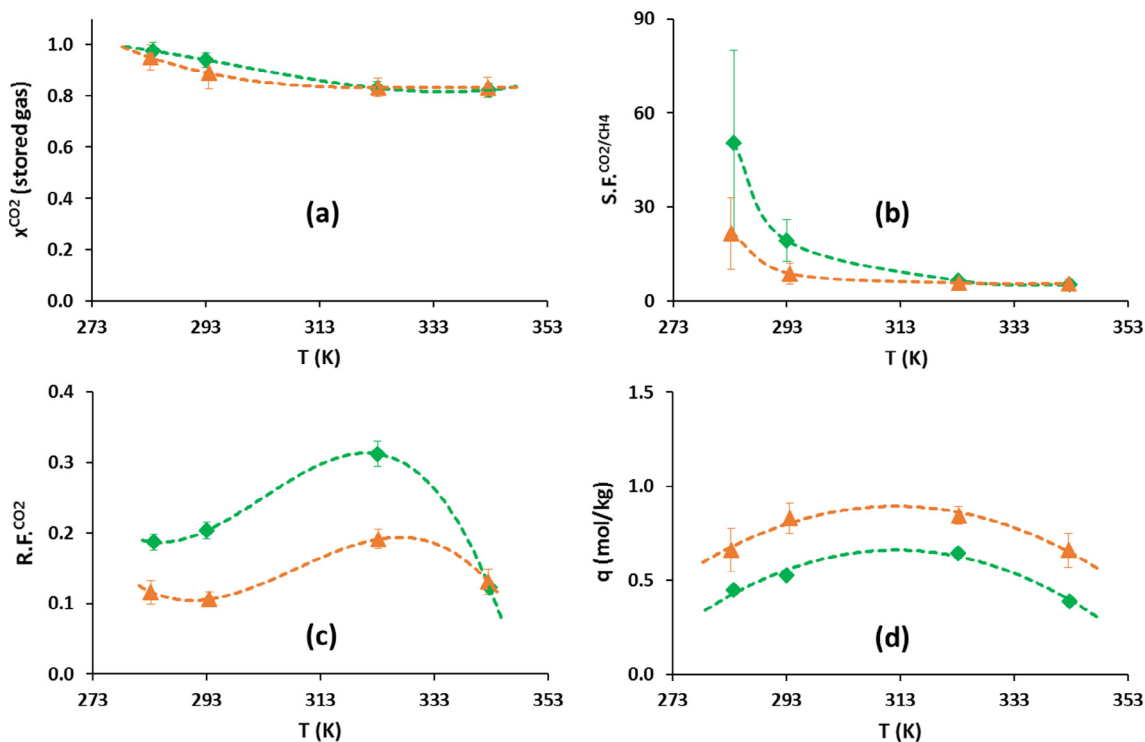 1.0
0.8
0.6
0.4
0.2
0.0
χCO2 (stored gas)
(a)
273 293 313 333 353
T (K)
90
60
30
0
S.F.CO2/CH4
(b)
273 293 313 333 353
T (K)
0.4
0.3
0.2
0.1
0.0
R.F.CO2
(c)
273 293 313 333 353
T (K)
1.5
1.0
0.5
0.0
q (mol/kg)
(d)
273 293 313 333 353
T (K)